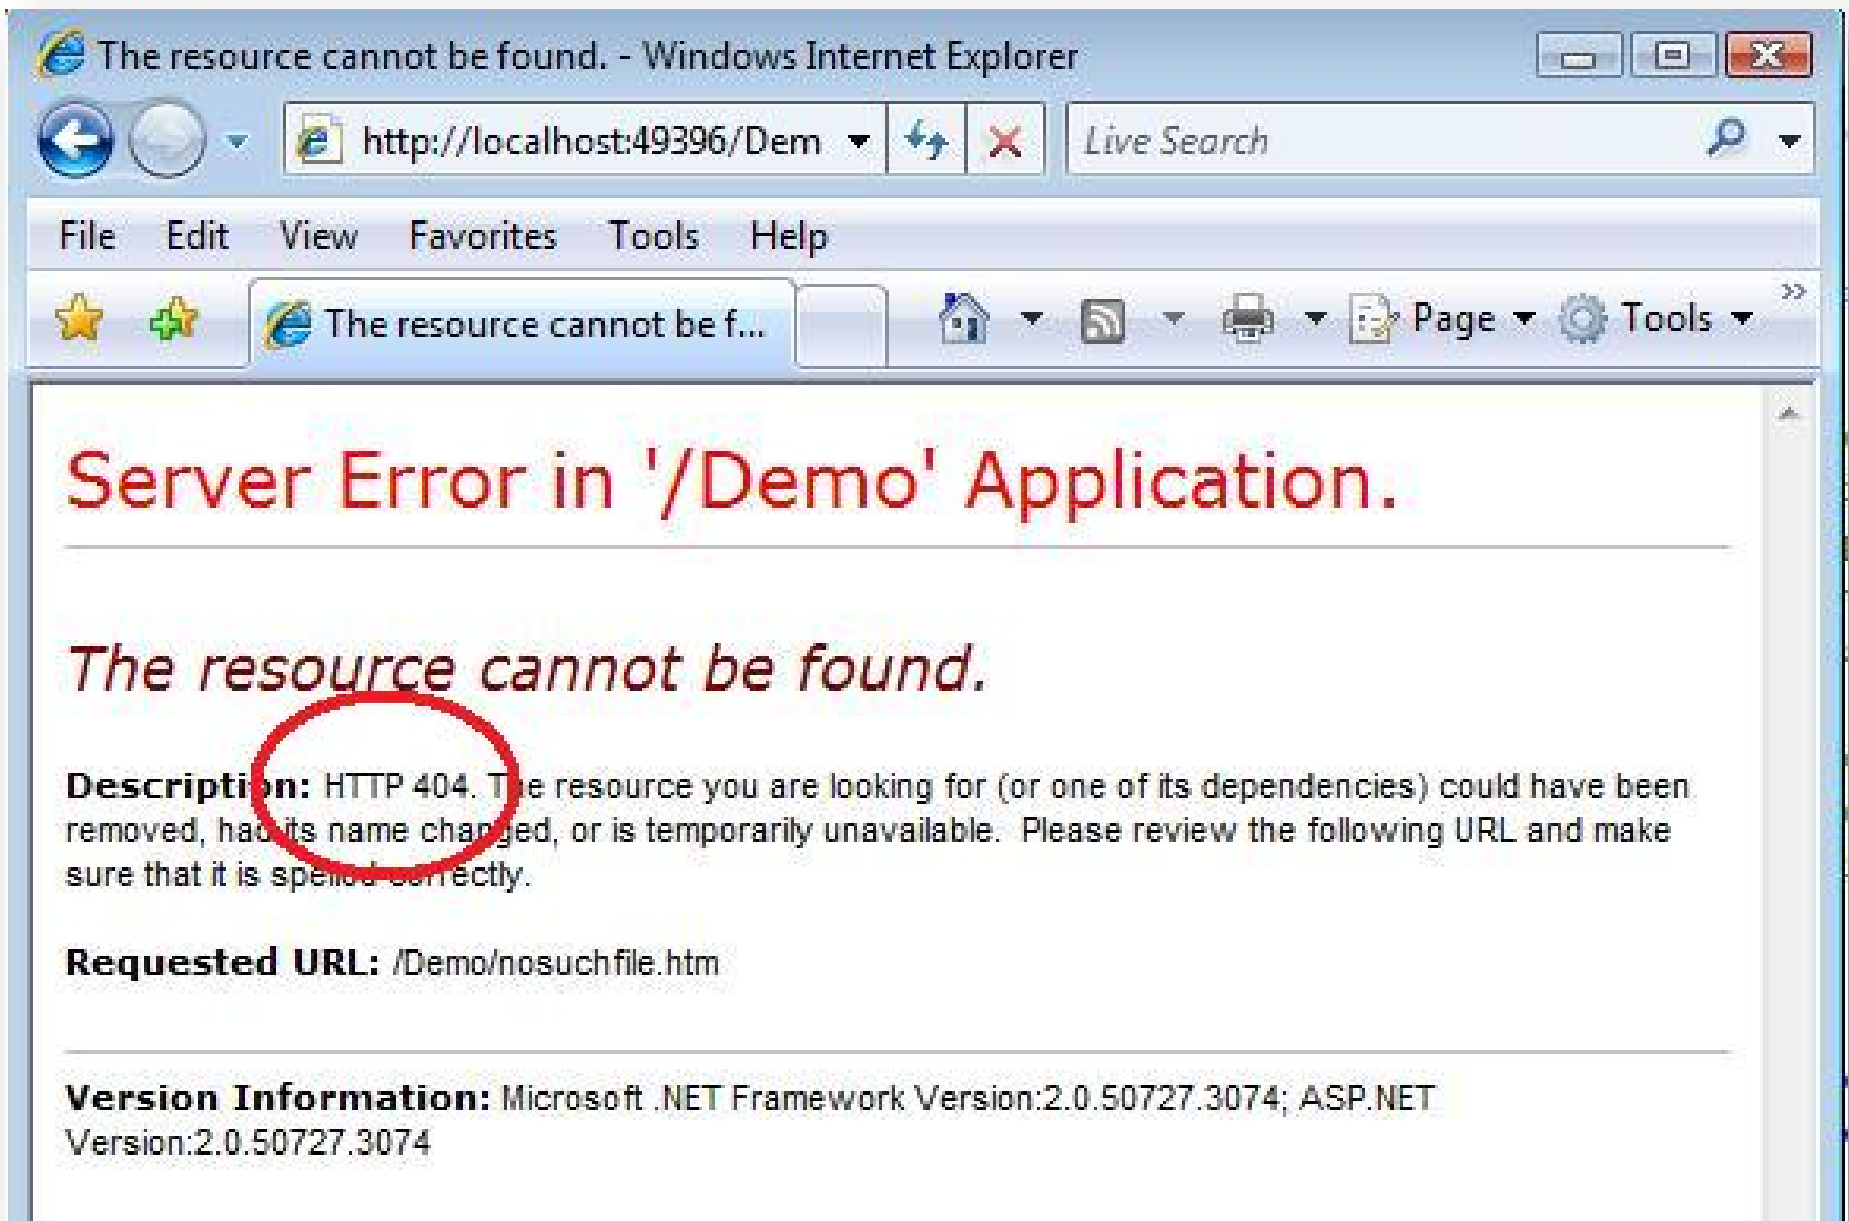 The resource cannot be found. - Windows Internet Explorer
http://localhost:49396/Dem
Live Search
File Edit View Favorites Tools Help
The resource cannot be f...
Page Tools
Server Error in '/Demo' Application.
The resource cannot be found.
Description: HTTP 404. The resource you are looking for (or one of its dependencies) could have been
removed, had its name changed, or is temporarily unavailable. Please review the following URL and make
sure that it is spelled correctly.
Requested URL: /Demo/nosuchfile.htm
Version Information: Microsoft .NET Framework Version:2.0.50727.3074; ASP.NET
Version:2.0.50727.3074